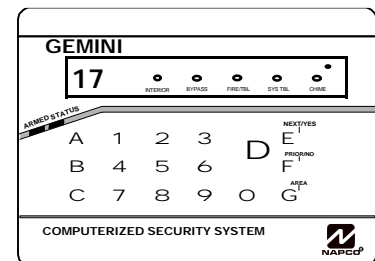 GEMINI
17
INTERIOR BYPASS FIRE/TBL SYS TBL CHIME
ARMED STATUS
NEXT/YES
A 1 2 3 D E
PRIOR/NO
B 4 5 6 F
AREA
C 7 8 9 0 G
COMPUTERIZED SECURITY SYSTEM
NAPCO